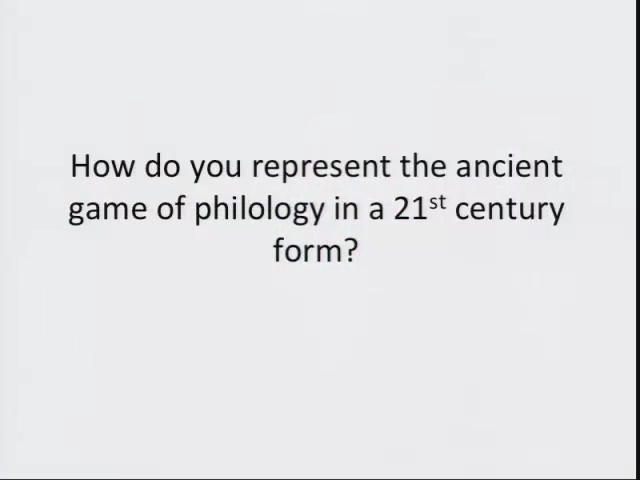 How do you represent the ancient
game of philology in a 21st century
form?